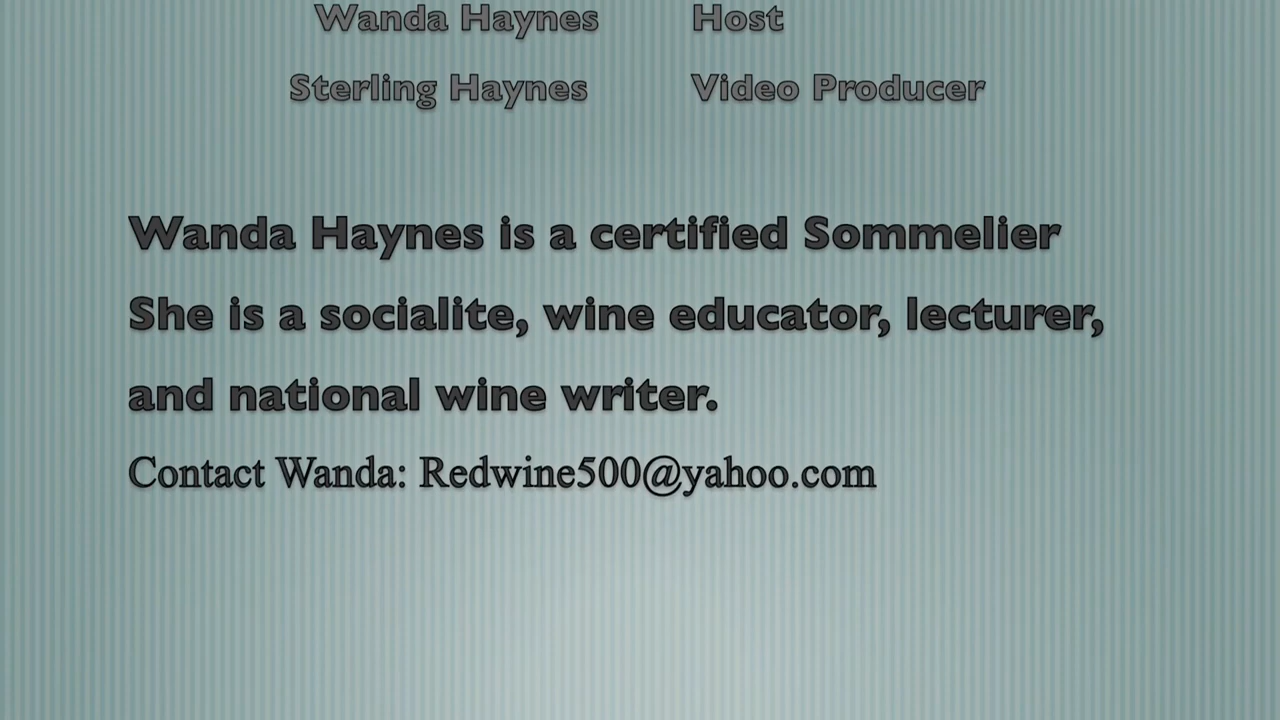 Wanda Haynes Host
Sterling Haynes Video Producer
Wanda Haynes is a certified Sommelier
She is a socialite, wine educator, lecturer,
and national wine writer.
Contact Wanda: Redwine500@yahoo.com